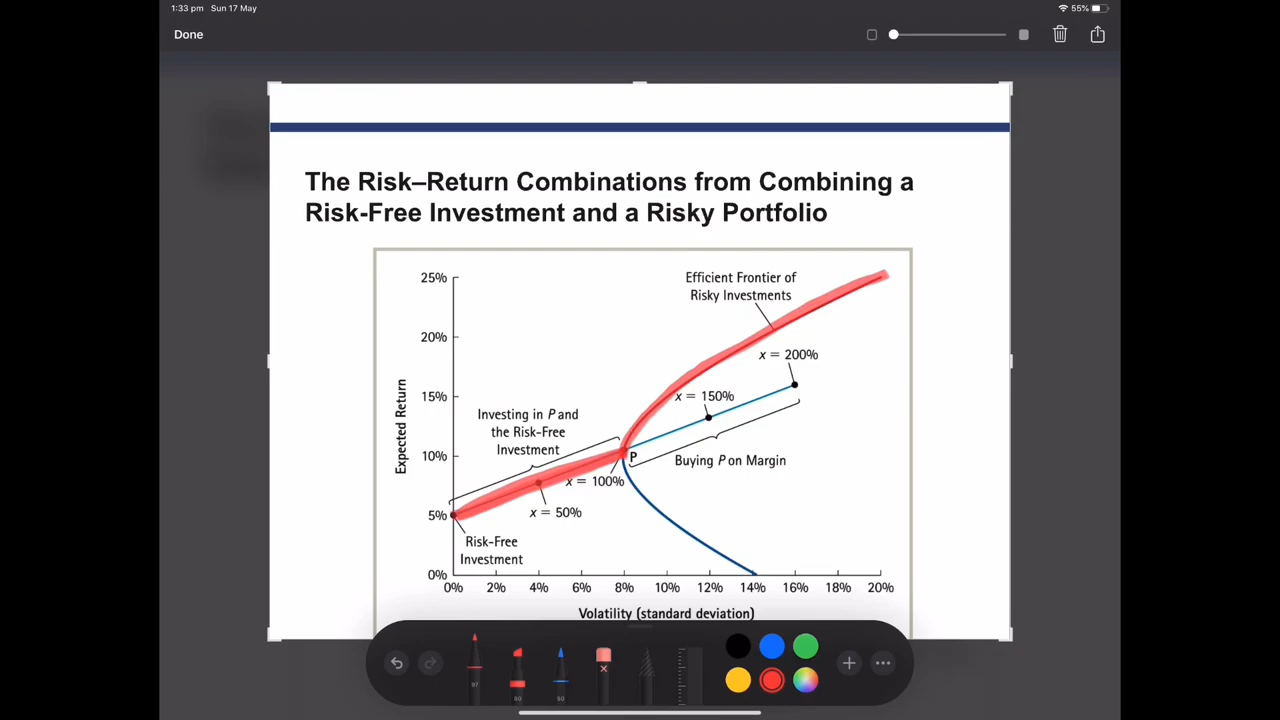 1:33 pm Sun 17 May
55%
Done
The Risk–Return Combinations from Combining a
Risk-Free Investment and a Risky Portfolio
25%
20%
15%
10%
5%
0%
Expected Return
Efficient Frontier of
Risky Investments
x = 200%
x = 150%
Investing in P and
the Risk-Free
Investment
P
Buying P on Margin
x = 100%
x = 50%
Risk-Free
Investment
0% 2% 4% 6% 8% 10% 12% 14% 16% 18% 20%
Volatility (standard deviation)